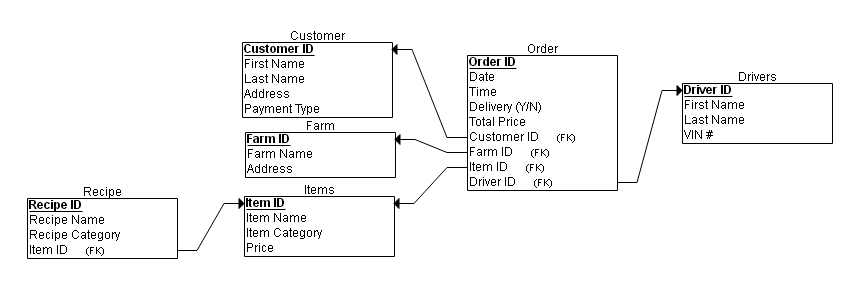 Customer
Customer ID
First Name
Last Name
Address
Payment Type
Farm
Farm ID
Farm Name
Address
Recipe
Recipe ID
Recipe Name
Recipe Category
Item ID (FK)
Items
Item ID
Item Name
Item Category
Price
Order
Order ID
Date
Time
Delivery (Y/N)
Total Price
Customer ID (FK)
Farm ID (FK)
Item ID (FK)
Driver ID (FK)
Drivers
Driver ID
First Name
Last Name
VIN #